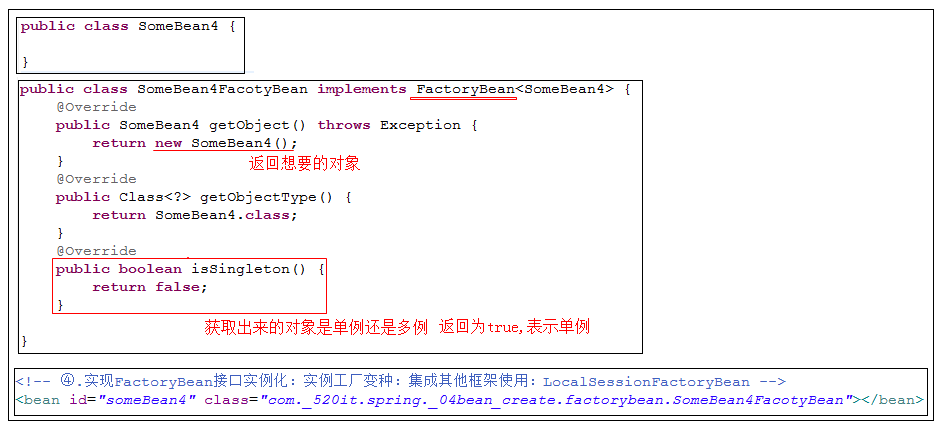 public class SomeBean4 {
}
public class SomeBean4FacotyBean implements FactoryBean<SomeBean4> {
@Override
public SomeBean4 getObject() throws Exception {
return new SomeBean4();
}
返回想要的对象
@Override
public Class<?> getObjectType() {
return SomeBean4.class;
}
@Override
public boolean isSingleton() {
return false;
}
获取出来的对象是单例还是多例 返回为true,表示单例
}
<!-- ④.实现FactoryBean接口实例化：实例工厂变种：集成其他框架使用：LocalSessionFactoryBean -->
<bean id="someBean4" class="com._520it.spring._04bean_create.factorybean.SomeBean4FacotyBean"></bean>